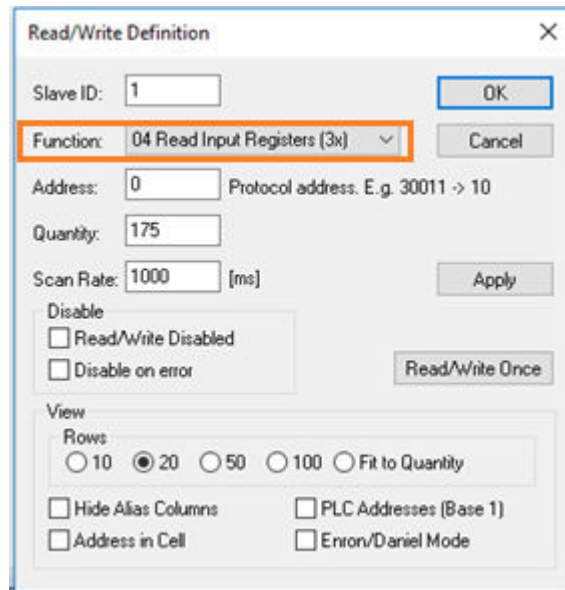 Read/Write Definition
Slave ID: 1 OK
Function: 04 Read Input Registers (3x) Cancel
Address: 0 Protocol address. E.g. 30011 -> 10
Quantity: 175
Scan Rate: 1000 [ms] Apply
Disable
Read/Write Disabled
Disable on error Read/Write Once
View
Rows
10 20 50 100 Fit to Quantity
Hide Alias Columns PLC Addresses (Base 1)
Address in Cell Enron/Daniel Mode